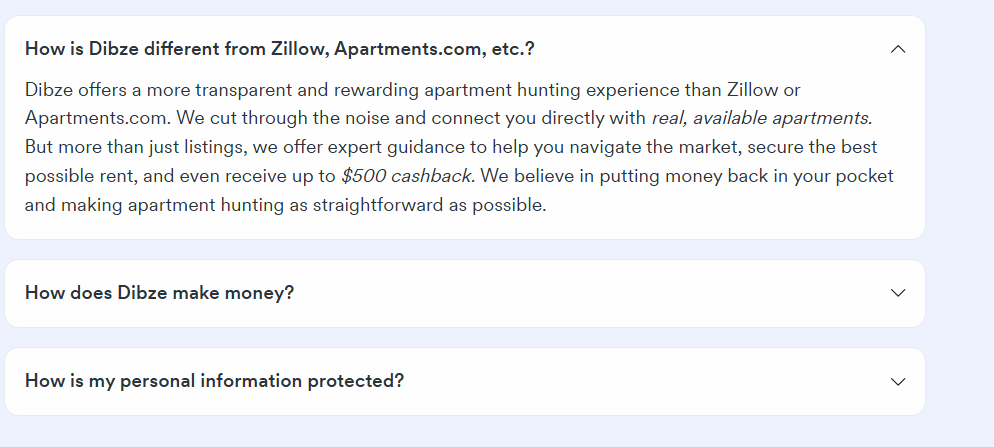 How is Dibze different from Zillow, Apartments.com, etc.?
Dibze offers a more transparent and rewarding apartment hunting experience than Zillow or
Apartments.com. We cut through the noise and connect you directly with real, available apartments.
But more than just listings, we offer expert guidance to help you navigate the market, secure the best
possible rent, and even receive up to $500 cashback. We believe in putting money back in your pocket
and making apartment hunting as straightforward as possible.
How does Dibze make money?
How is my personal information protected?